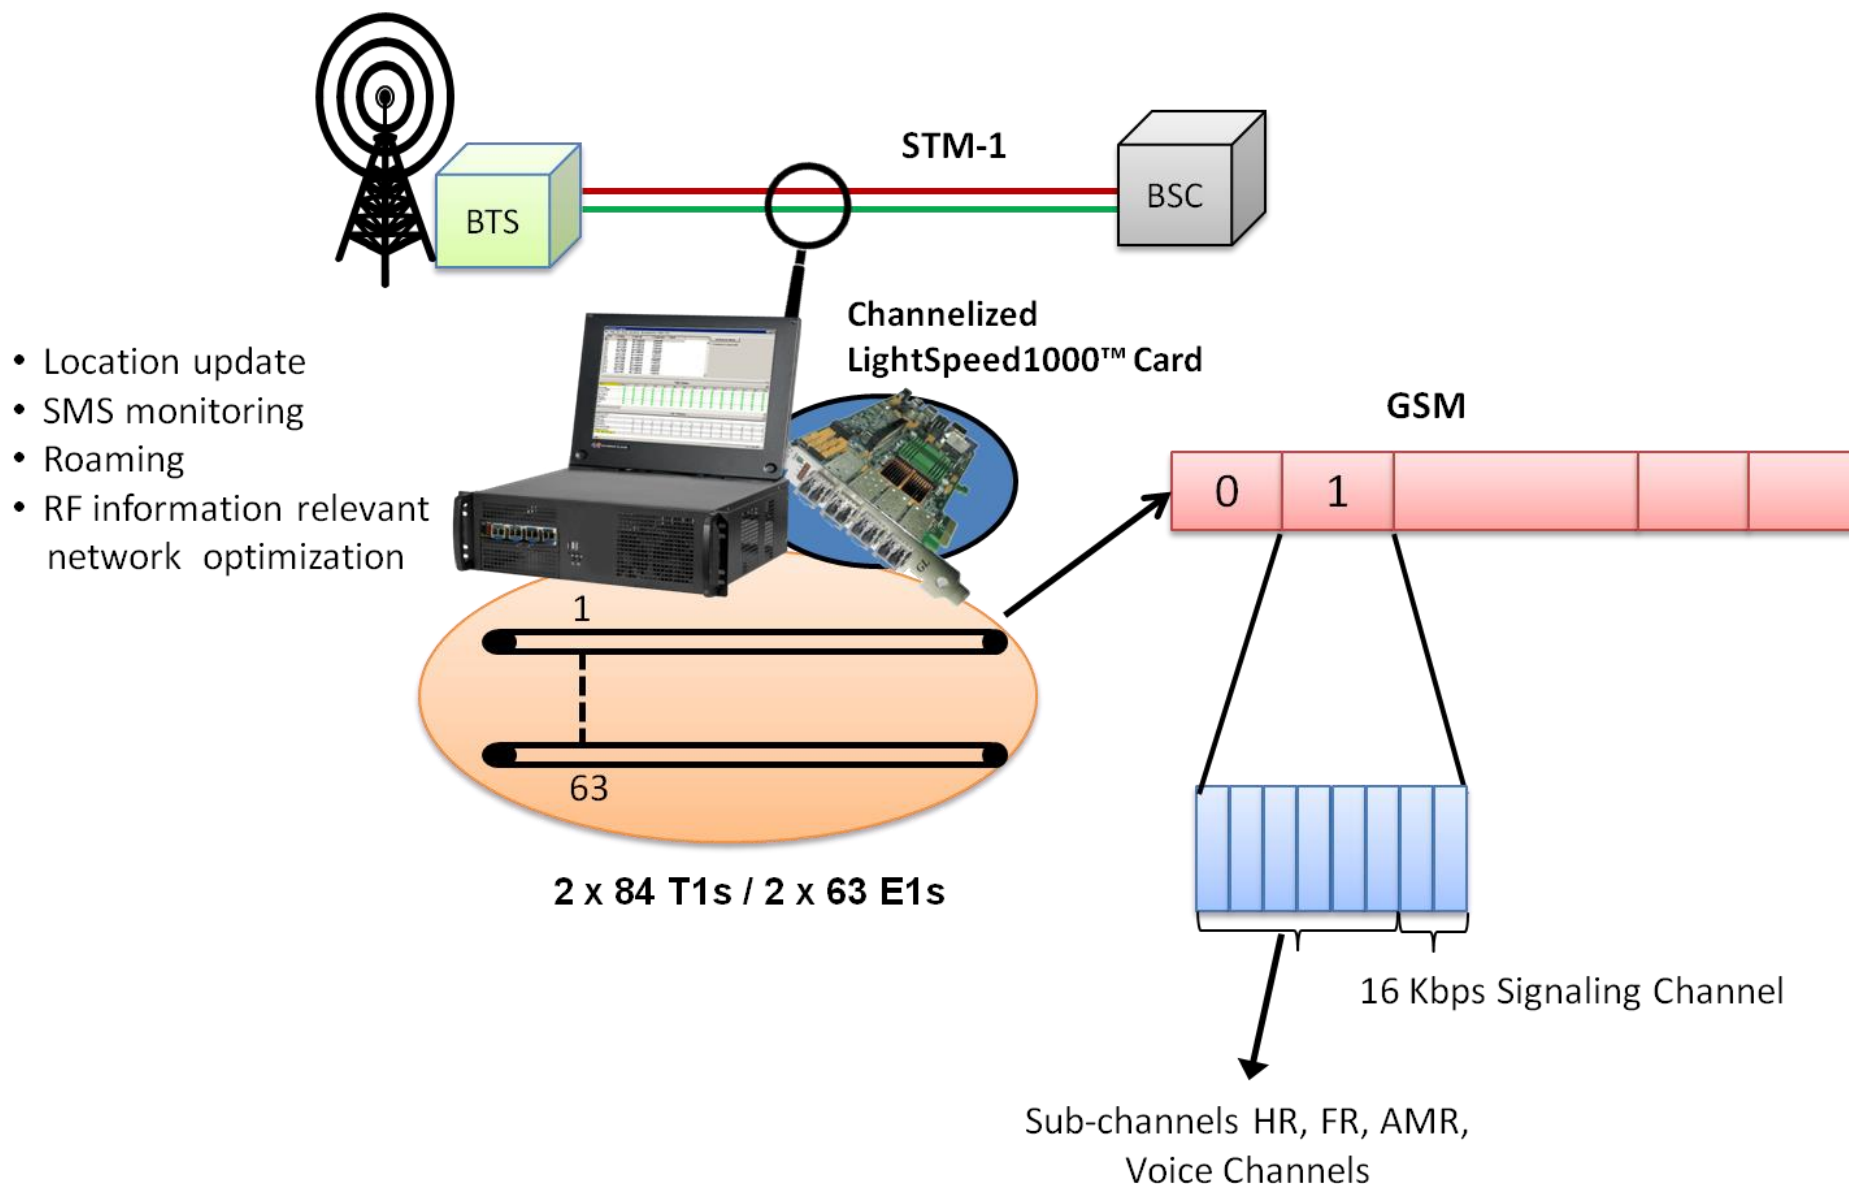 STM-1
BTS
BSC
Channelized
LightSpeed1000™ Card
• Location update
• SMS monitoring
• Roaming
• RF information relevant
network optimization
GSM
0 1
1
63
2 x 84 T1s / 2 x 63 E1s
16 Kbps Signaling Channel
Sub-channels HR, FR, AMR,
Voice Channels